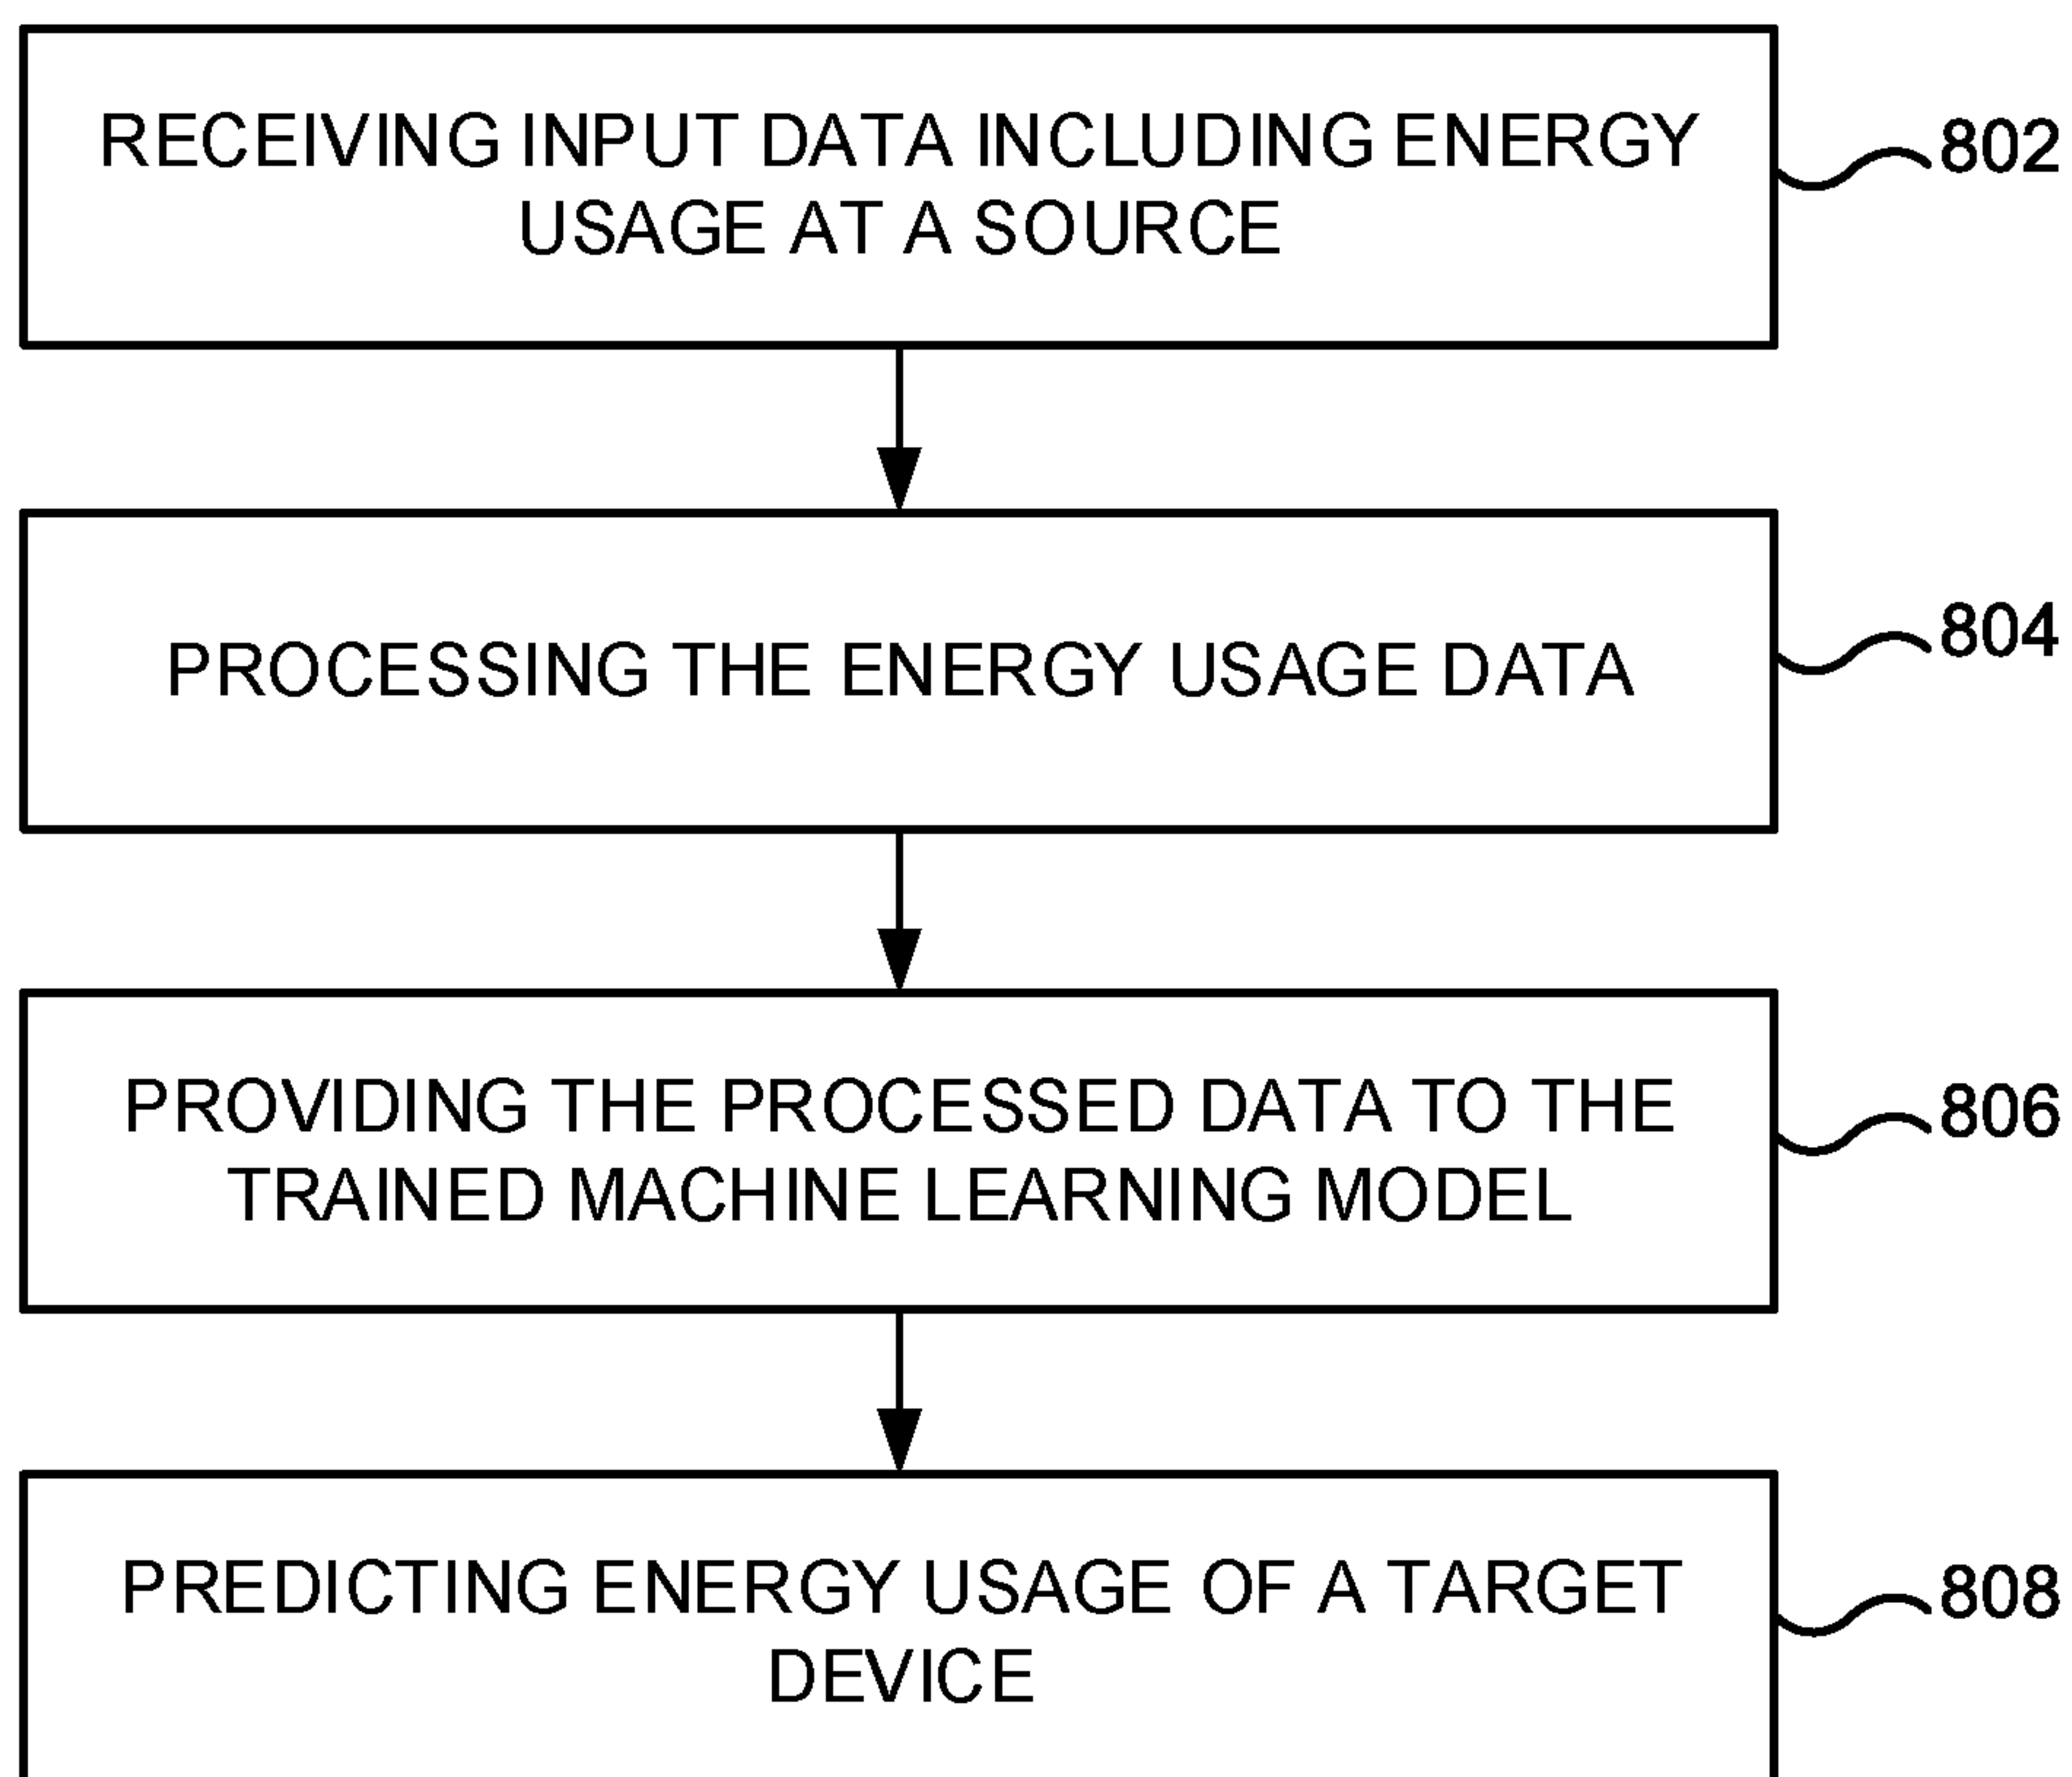 RECEIVING INPUT DATA INCLUDING ENERGY
USAGE AT A SOURCE
802
PROCESSING THE ENERGY USAGE DATA
804
PROVIDING THE PROCESSED DATA TO THE
TRAINED MACHINE LEARNING MODEL
806
PREDICTING ENERGY USAGE OF A TARGET
DEVICE
808